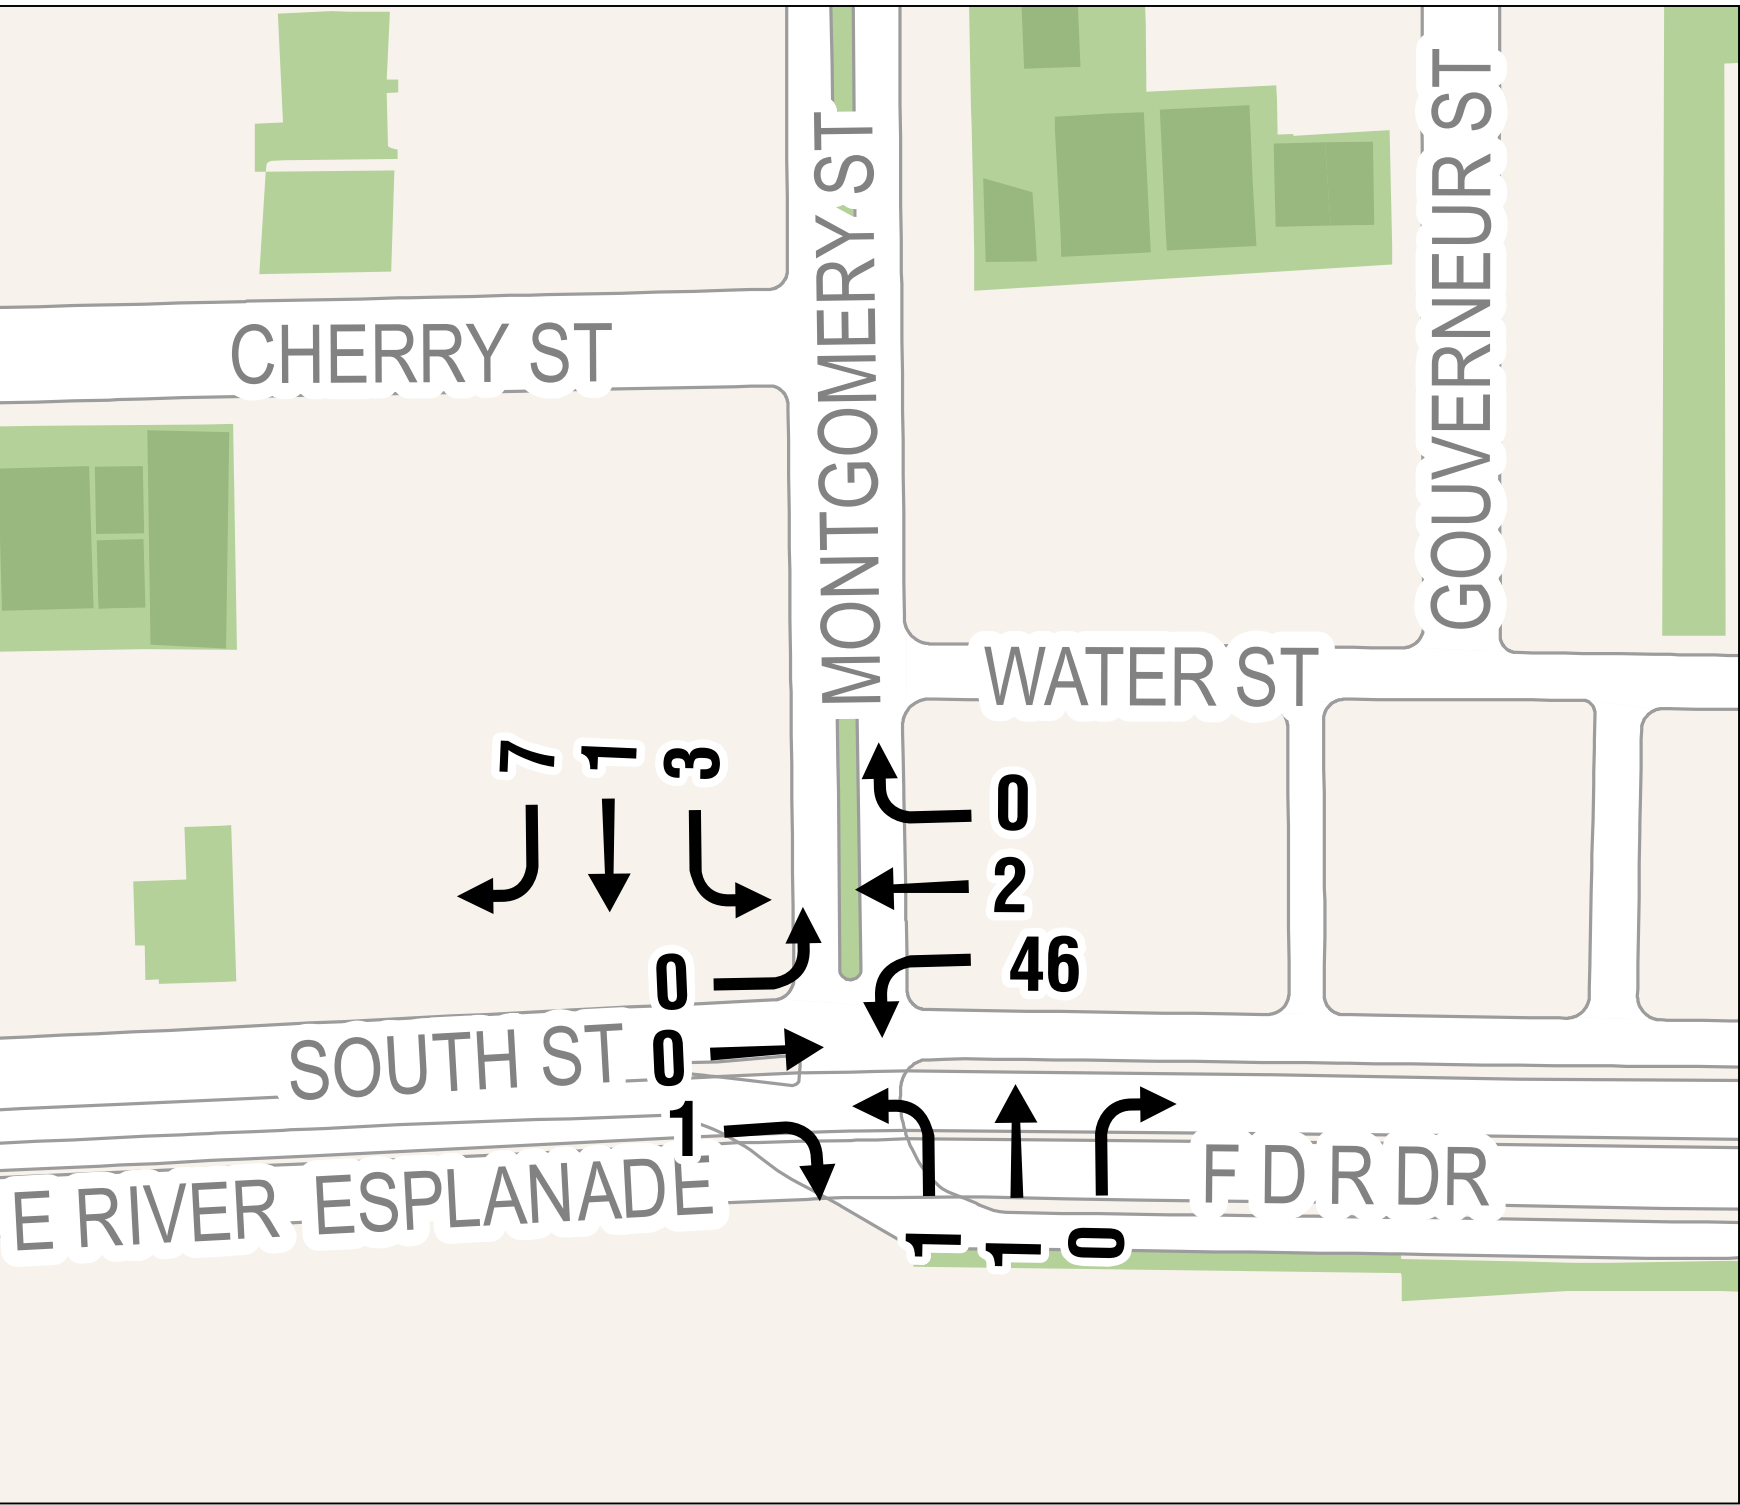 MONTGOMERY ST
GOUVERNEUR ST
CHERRY ST
WATER ST
7 1 3
0
2
46
0
0
1
SOUTH ST
E RIVER ESPLANADE
F D R DR
1 1 0